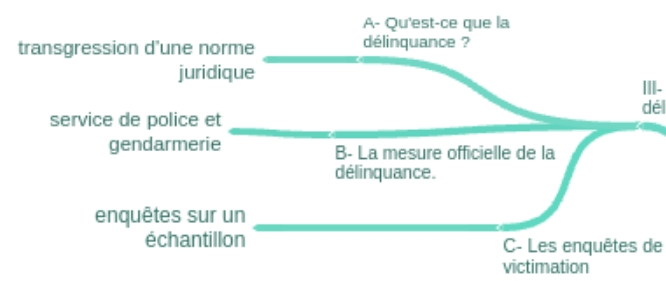 A- Qu'est-ce que la
délinquance ?
transgression d'une norme
juridique
III-
service de police et
gendarmerie
B- La mesure officielle de la
délinquance.
enquêtes sur un
échantillon
C- Les enquêtes de
victimation